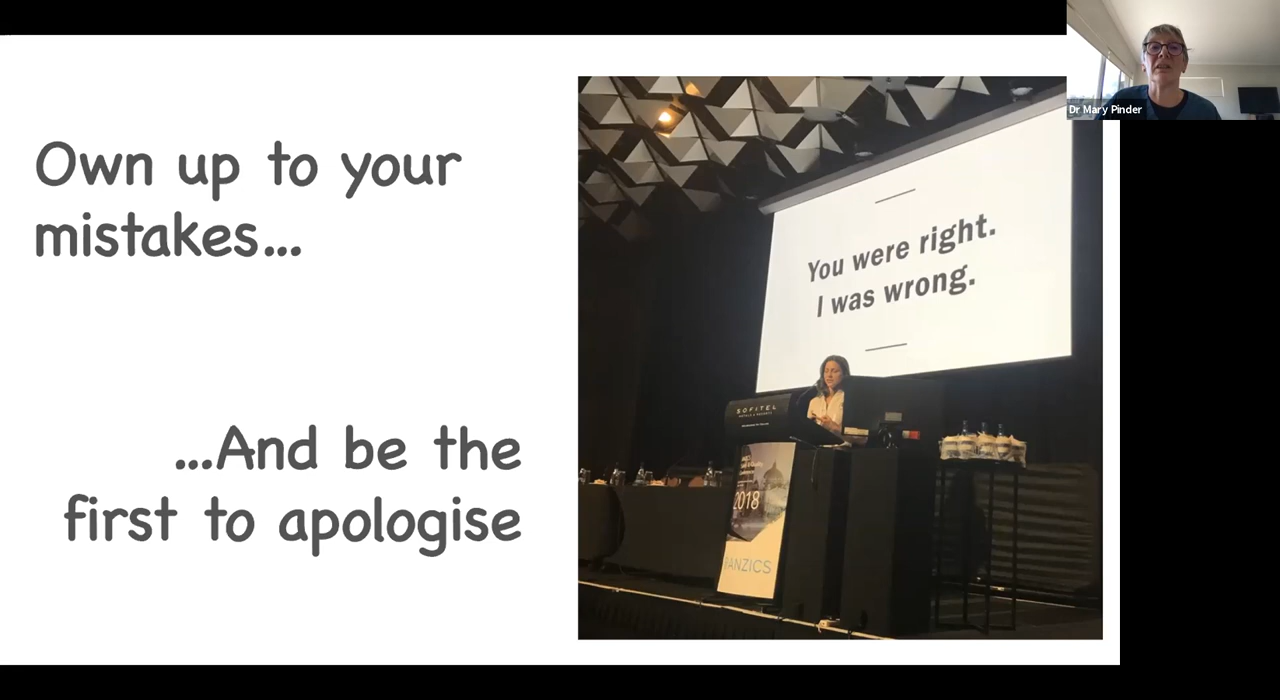 Own up to your
mistakes...
...And be the
first to apologise
You were right.
I was wrong.
SOFITEL
2018
ANZICS
Dr Mary Pinder